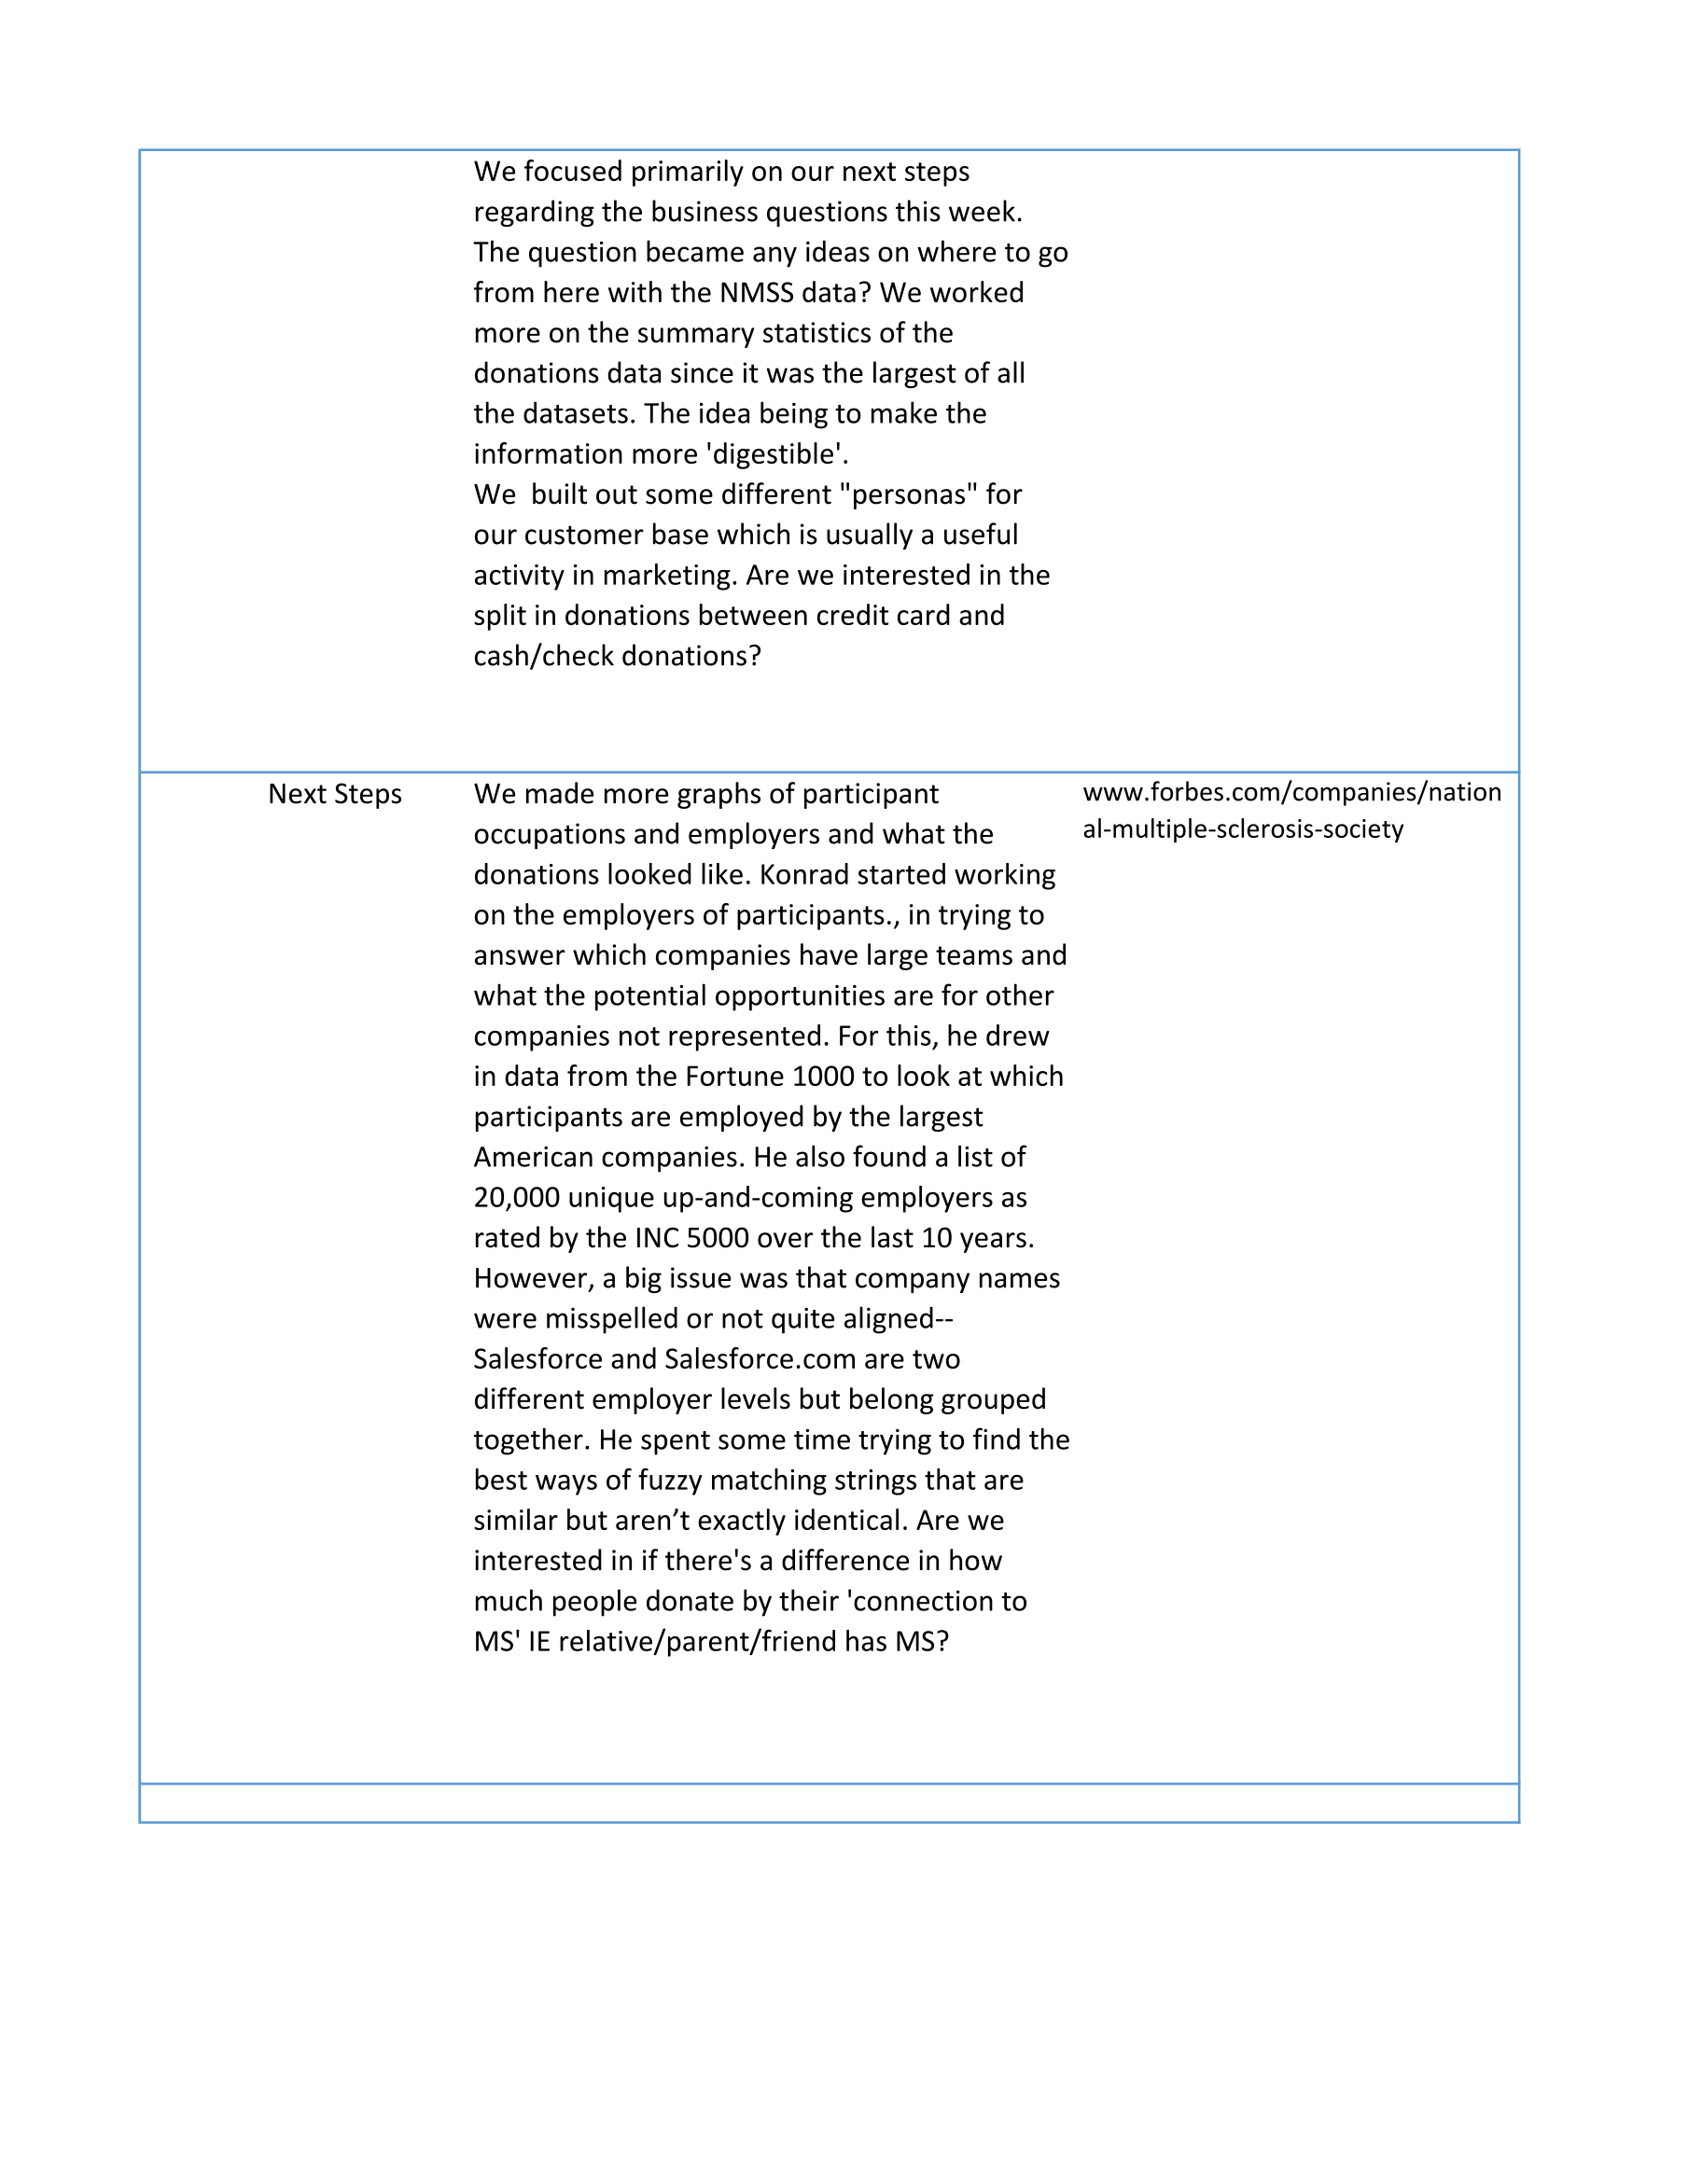 We focused primarily on our next steps
regarding the business questions this week.
The question became any ideas on where to go
from here with the NMSS data? We worked
more on the summary statistics of the
donations data since it was the largest of all
the datasets. The idea being to make the
information more 'digestible'.
We  built out some different "personas" for
our customer base which is usually a useful
activity in marketing. Are we interested in the
split in donations between credit card and
cash/check donations?
Next Steps
We made more graphs of participant
occupations and employers and what the
donations looked like. Konrad started working
on the employers of participants., in trying to
answer which companies have large teams and
what the potential opportunities are for other
companies not represented. For this, he drew
in data from the Fortune 1000 to look at which
participants are employed by the largest
American companies. He also found a list of
20,000 unique up-and-coming employers as
rated by the INC 5000 over the last 10 years.
However, a big issue was that company names
were misspelled or not quite aligned--
Salesforce and Salesforce.com are two
different employer levels but belong grouped
together. He spent some time trying to find the
best ways of fuzzy matching strings that are
similar but aren’t exactly identical. Are we
interested in if there's a difference in how
much people donate by their 'connection to
MS' IE relative/parent/friend has MS?
www.forbes.com/companies/nation
al-multiple-sclerosis-society